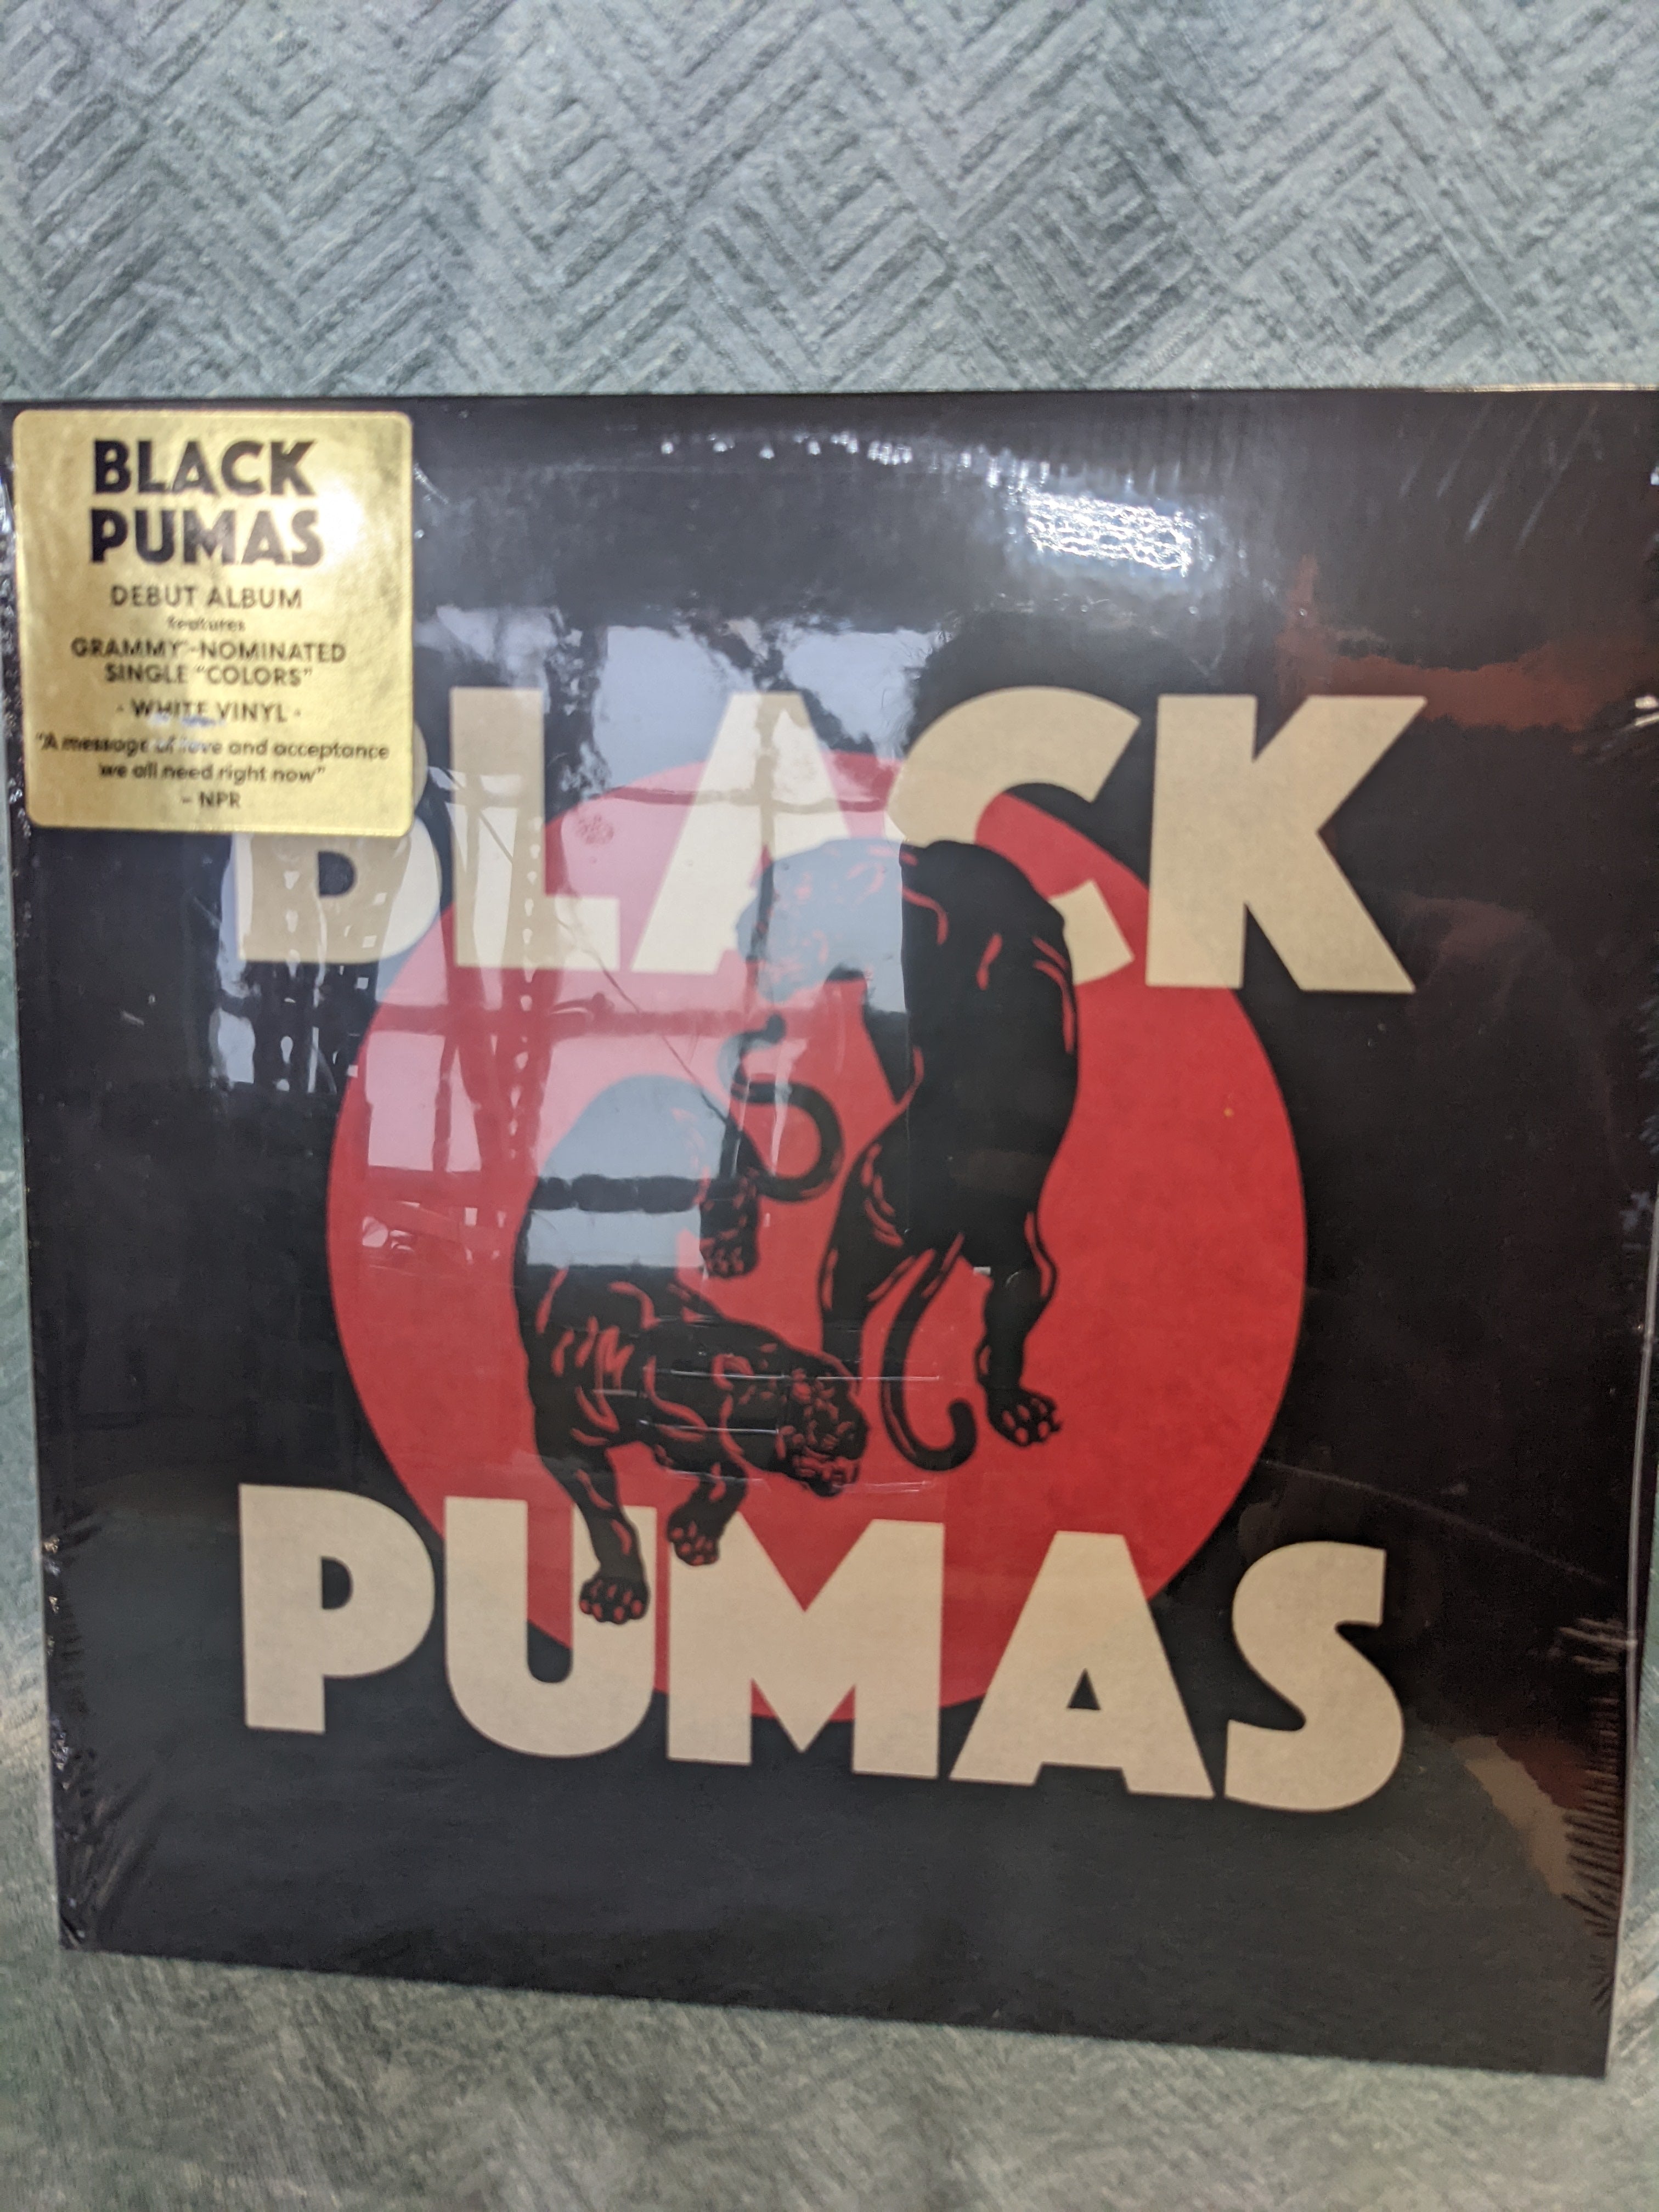 BLACK
PUMAS
DEBUT ALBUM
features
GRAMMY®-NOMINATED
SINGLE "COLORS"
- WHITE VINYL -
"A message of love and acceptance
we all need right now"
- NPR
BLACK
PUMAS